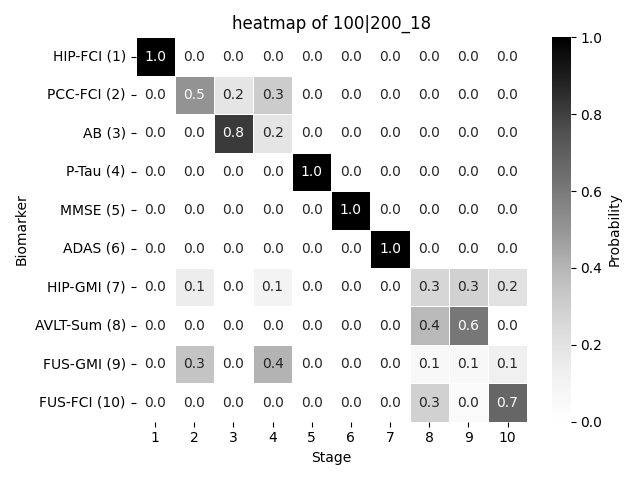 heatmap of 100|200_18
HIP-FCI (1) 1.0 0.0 0.0 0.0 0.0 0.0 0.0 0.0 0.0 0.0
PCC-FCI (2) 0.0 0.5 0.2 0.3 0.0 0.0 0.0 0.0 0.0 0.0
AB (3) 0.0 0.0 0.8 0.2 0.0 0.0 0.0 0.0 0.0 0.0
P-Tau (4) 0.0 0.0 0.0 0.0 1.0 0.0 0.0 0.0 0.0 0.0
MMSE (5) 0.0 0.0 0.0 0.0 0.0 1.0 0.0 0.0 0.0 0.0
ADAS (6) 0.0 0.0 0.0 0.0 0.0 0.0 1.0 0.0 0.0 0.0
HIP-GMI (7) 0.0 0.1 0.0 0.1 0.0 0.0 0.0 0.3 0.3 0.2
AVLT-Sum (8) 0.0 0.0 0.0 0.0 0.0 0.0 0.0 0.4 0.6 0.0
FUS-GMI (9) 0.0 0.3 0.0 0.4 0.0 0.0 0.0 0.1 0.1 0.1
FUS-FCI (10) 0.0 0.0 0.0 0.0 0.0 0.0 0.0 0.3 0.0 0.7
1 2 3 4 5 6 7 8 9 10
Stage
Biomarker
1.0
0.8
0.6
0.4
0.2
0.0
Probability